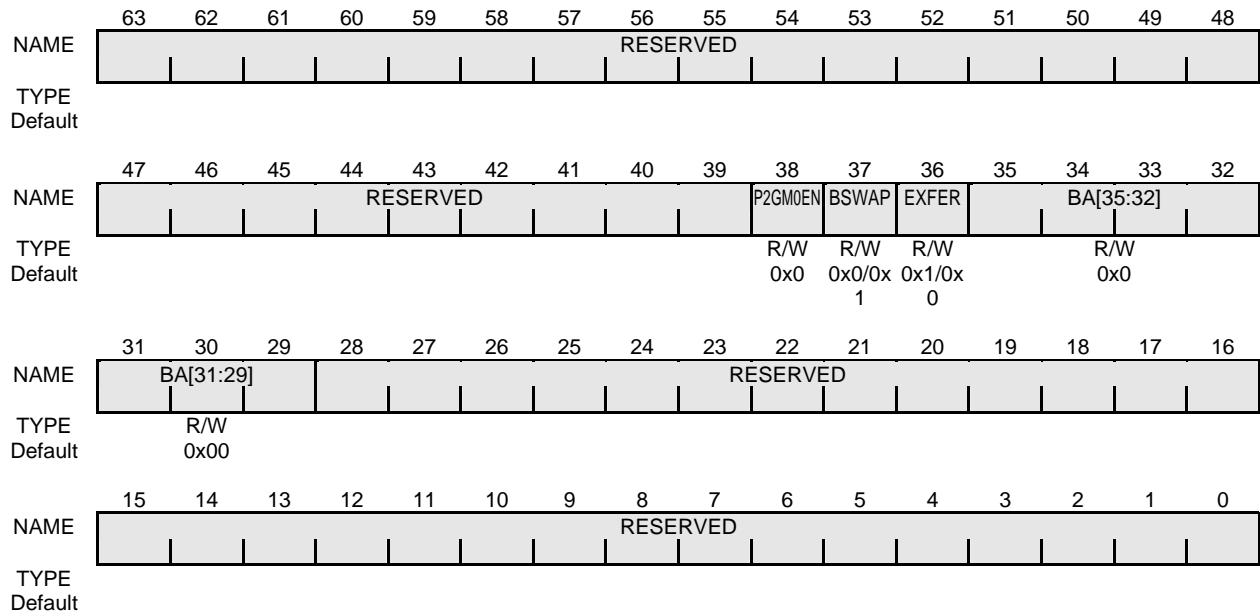 63 62 61 60 59 58 57 56 55 54 53 52 51 50 49 48
NAME RESERVED
TYPE
Default
47 46 45 44 43 42 41 40 39 38 37 36 35 34 33 32
NAME RESERVED P2GM0EN BSWAP EXFER BA[35:32]
TYPE R/W R/W R/W R/W
Default 0x0 0x0/0x 0x1/0x 0x0
1 0
31 30 29 28 27 26 25 24 23 22 21 20 19 18 17 16
NAME BA[31:29] RESERVED
TYPE R/W
Default 0x00
15 14 13 12 11 10 9 8 7 6 5 4 3 2 1 0
NAME RESERVED
TYPE
Default